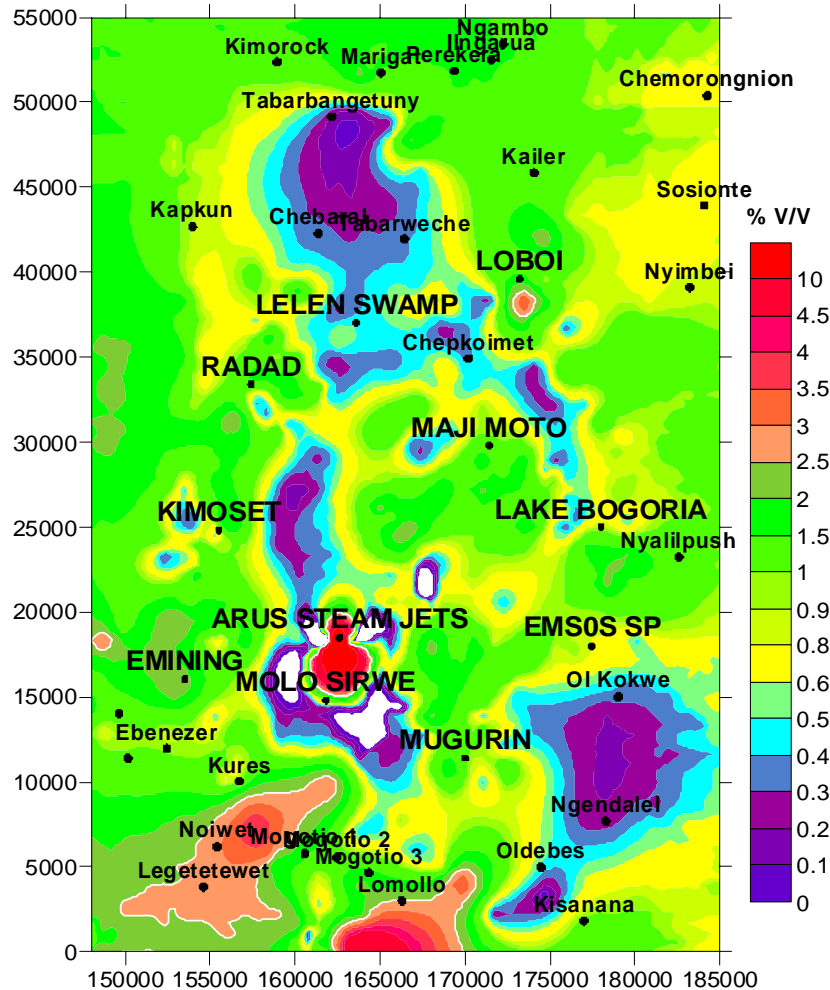 55000
Ngambo
Kimorock
Ilngarua
Marigat
Perekera
Chemorongnion
50000
Tabarbangetuny
Kailer
45000
Sosionte
Kapkun
Chebaral
Tabarweche
% V/V
LOBOI
Nyimbei
40000
10
LELEN SWAMP
4.5
Chepkoimet
4
35000
RADAD
3.5
MAJI MOTO
3
30000
2.5
KIMOSET
LAKE BOGORIA
2
25000
Nyalilpush
1.5
1
20000
ARUS STEAM JETS
EMS0S SP
0.9
EMINING
0.8
MOLO SIRWE
Ol Kokwe
15000
0.6
Ebenezer
MUGURIN
0.5
Kures
0.4
10000
Ngendalel
0.3
Noiwet
Mogotio 1
Mogotio 2
Mogotio 3
Oldebes
0.2
5000
Legetetewet
Lomollo
0.1
Kisanana
0
0
150000 155000 160000 165000 170000 175000 180000 185000